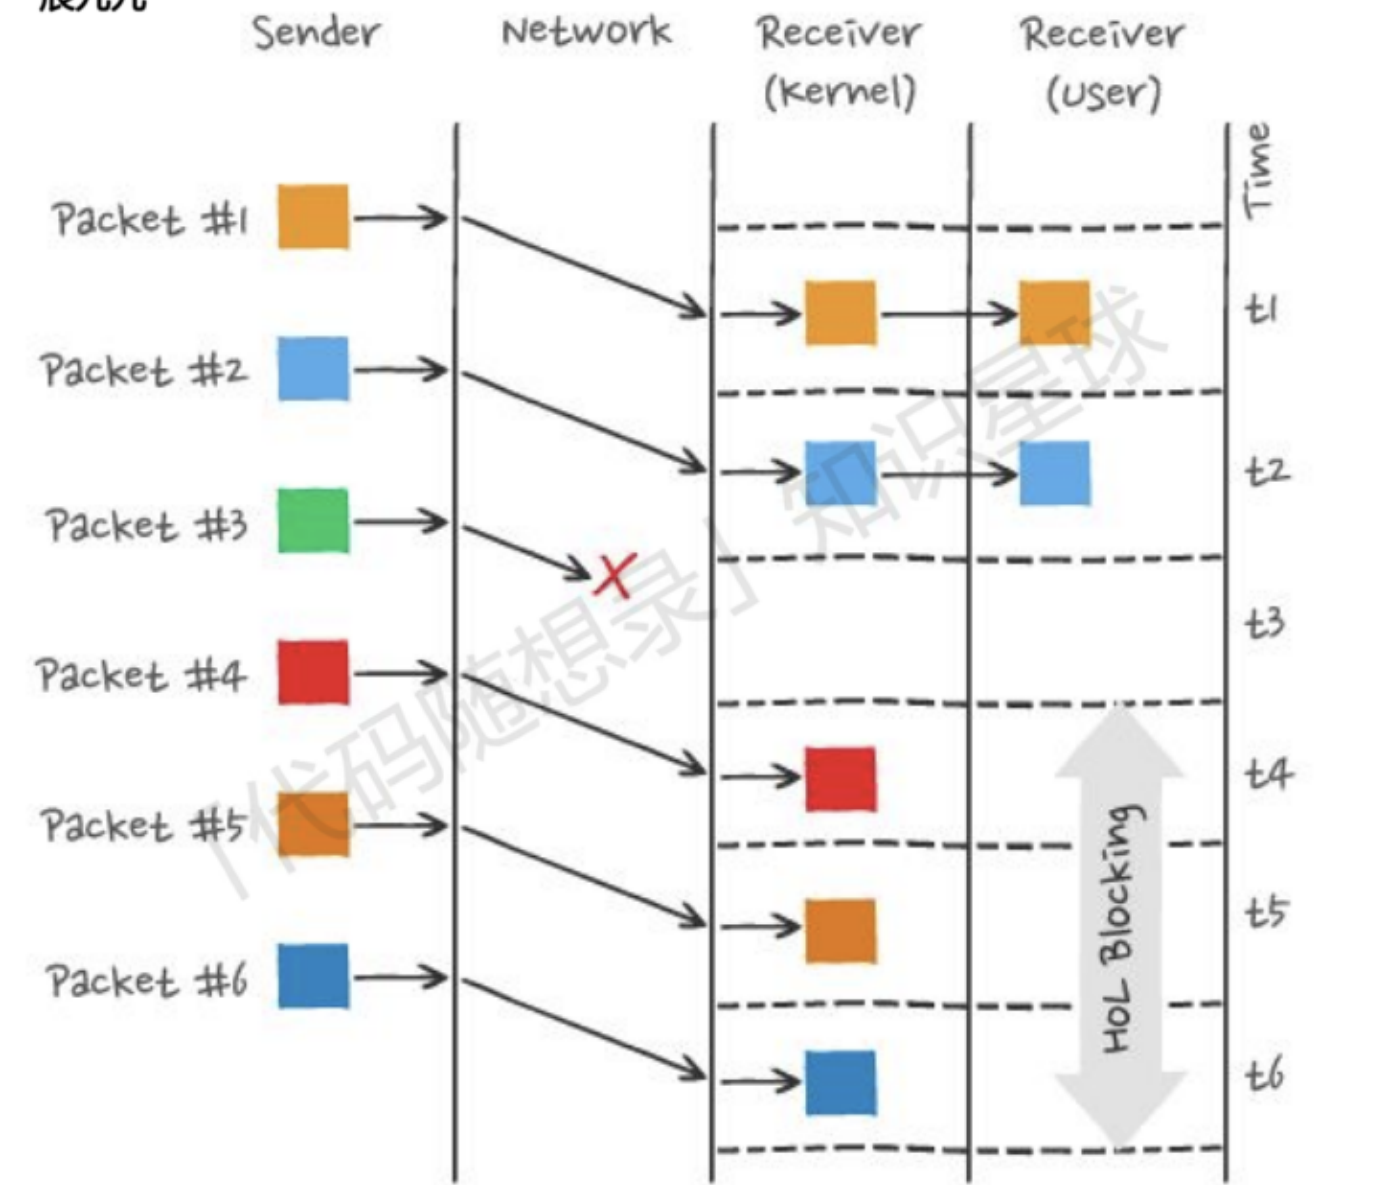 Sender
Network
Receiver
(kernel)
Receiver
(user)
Time
Packet #1
t1
Packet #2
t2
Packet #3
t3
Packet #4
t4
Packet #5
t5
Packet #6
t6
HoL Blocking
「代码随想录」知识星球